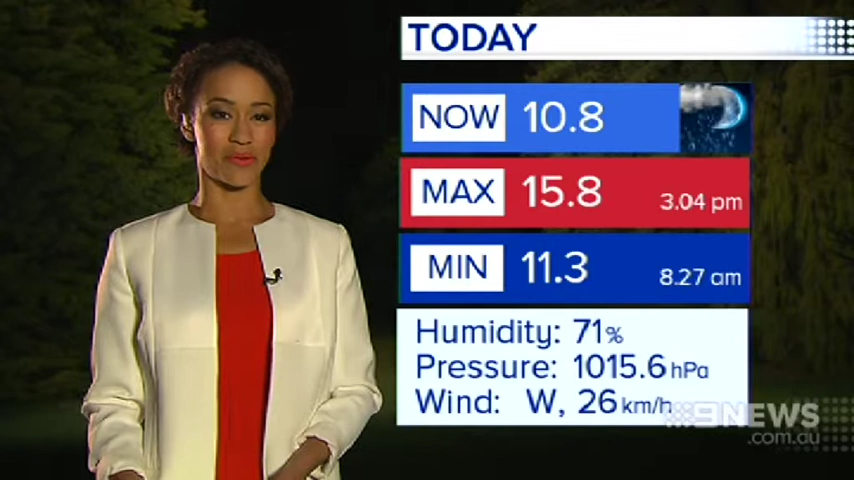 TODAY
NOW 10.8
MAX 15.8 3.04 pm
MIN 11.3 8.27 am
Humidity: 71%
Pressure: 1015.6 hPa
Wind: W, 26 km/h
9NEWS
.com.au